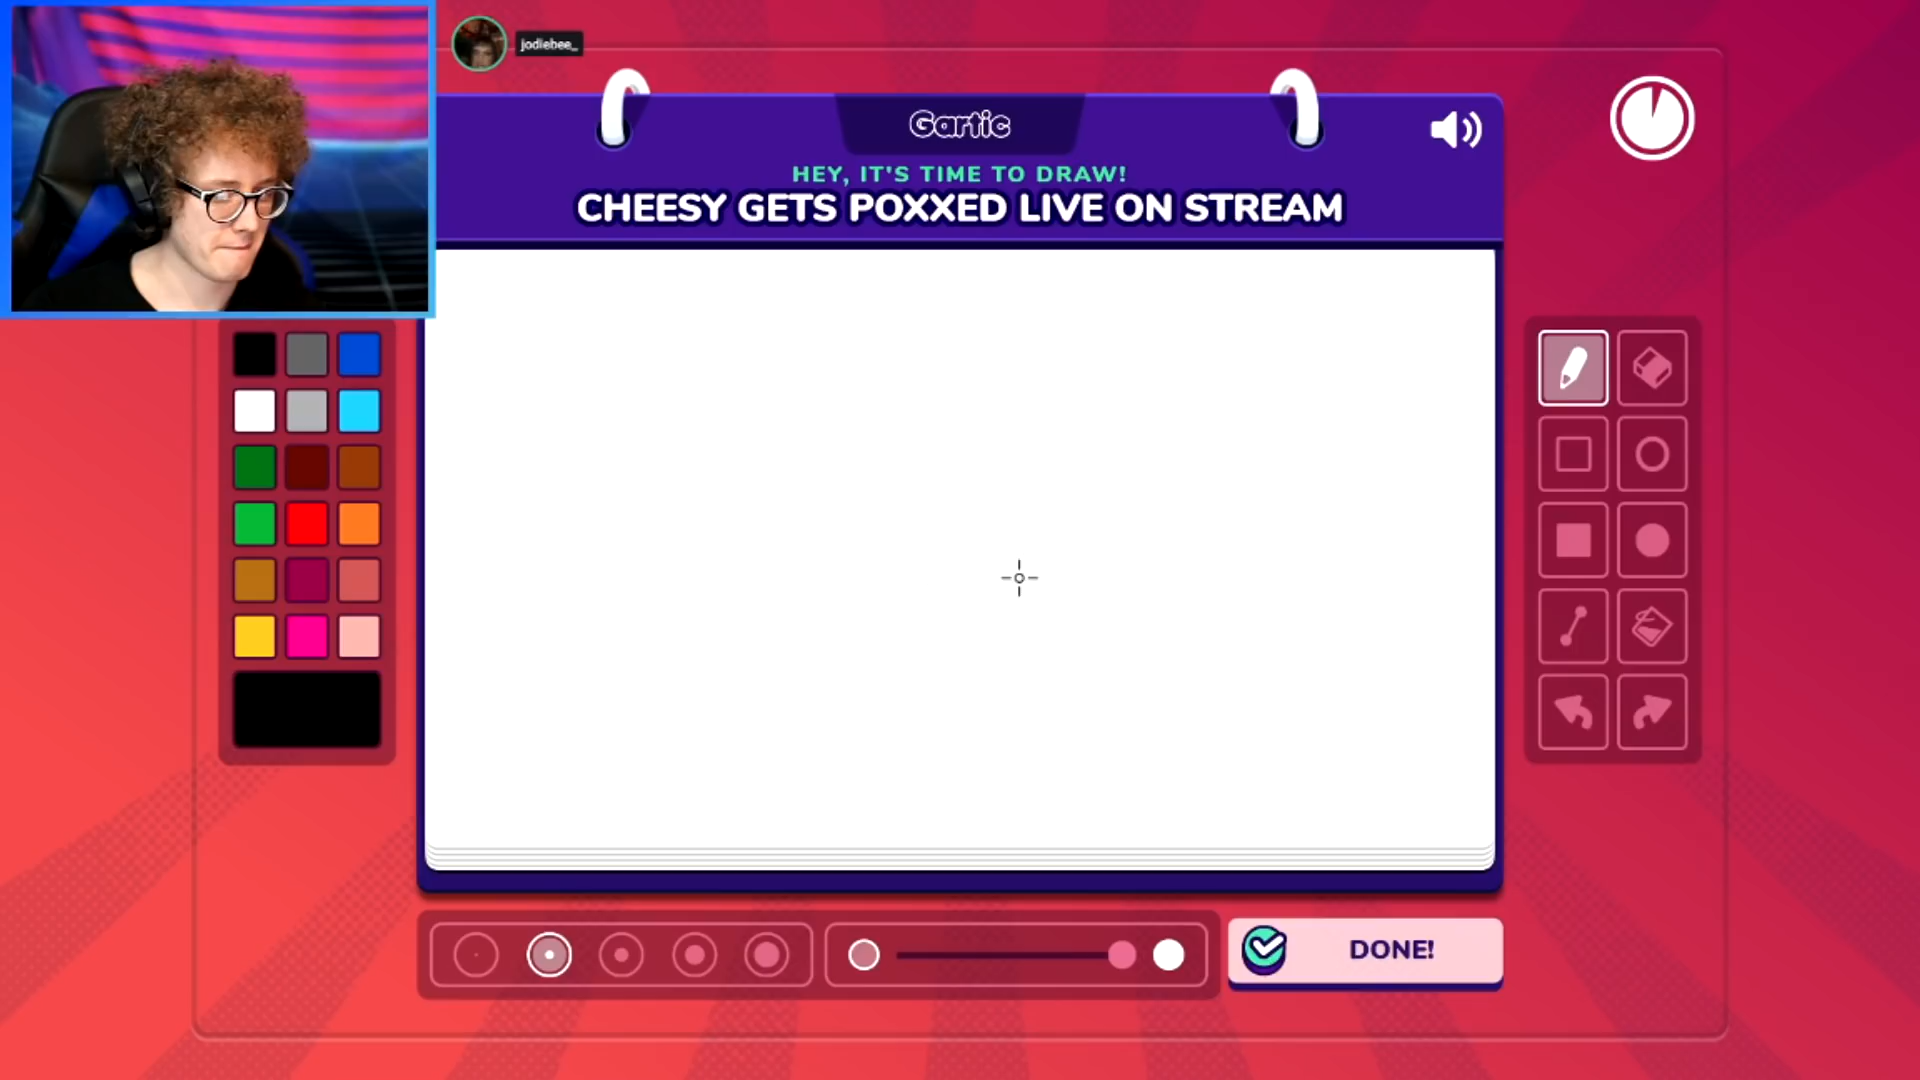 jodiebee_
Gartic
HEY, IT'S TIME TO DRAW!
CHEESY GETS POXXED LIVE ON STREAM
DONE!